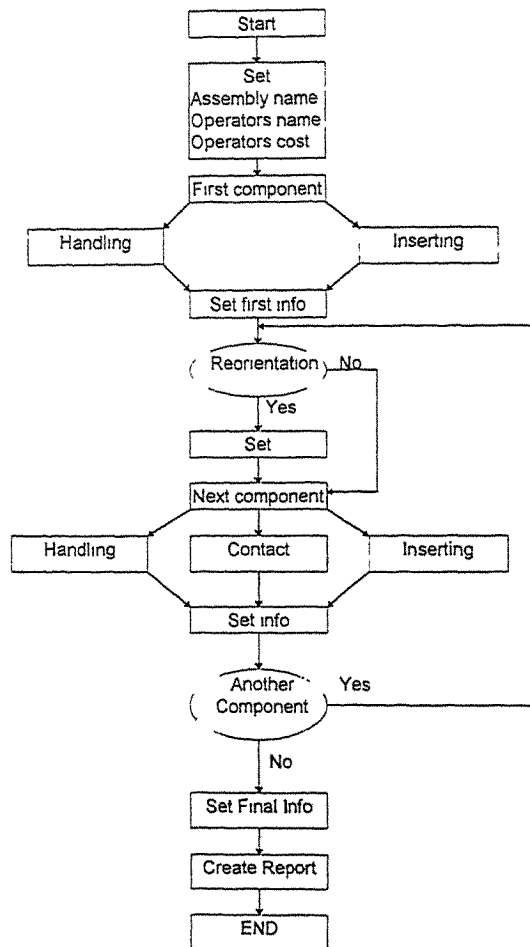 Start
Set
Assembly name
Operators name
Operators cost
First component
Handling
Inserting
Set first info
Reorientation
No
Yes
Set
Next component
Handling
Contact
Inserting
Set info
Another
Component
Yes
No
Set Final Info
Create Report
END